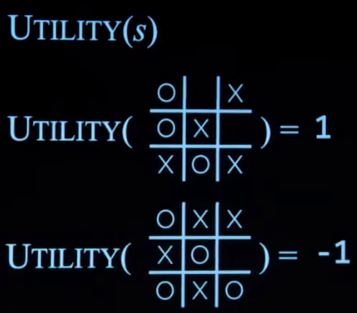 UTILITY(s)
O X
O X
UTILITY( ) = 1
X O X
O X X
X O
UTILITY( ) = -1
O X O